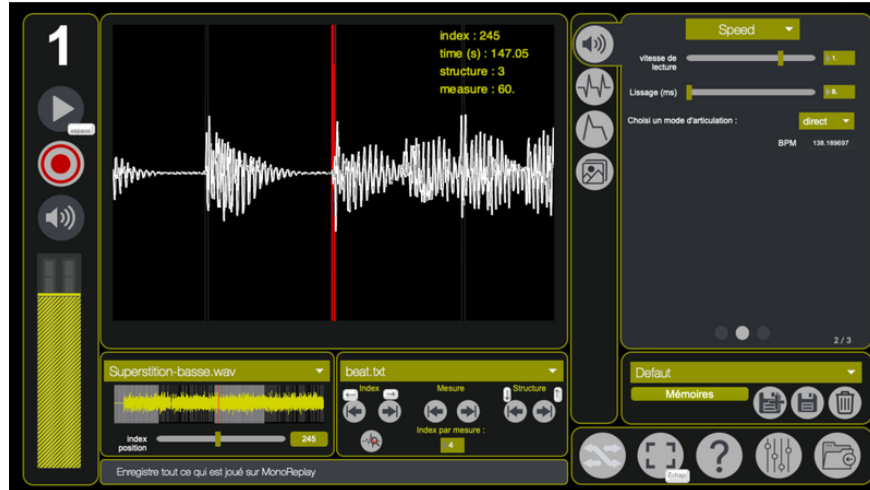 1
espace
index : 245
time (s) : 147.05
structure : 3
measure : 60.
Speed
vitesse de
lecture
1.
Lissage (ms)
0.
Choisi un mode d'articulation :
direct
BPM
138.189697
2 / 3
Superstition-basse.wav
index
position
245
beat.txt
Index
Mesure
Structure
Index par mesure :
4
Enregistre tout ce qui est joué sur MonoReplay
Defaut
Mémoires
Echap
?